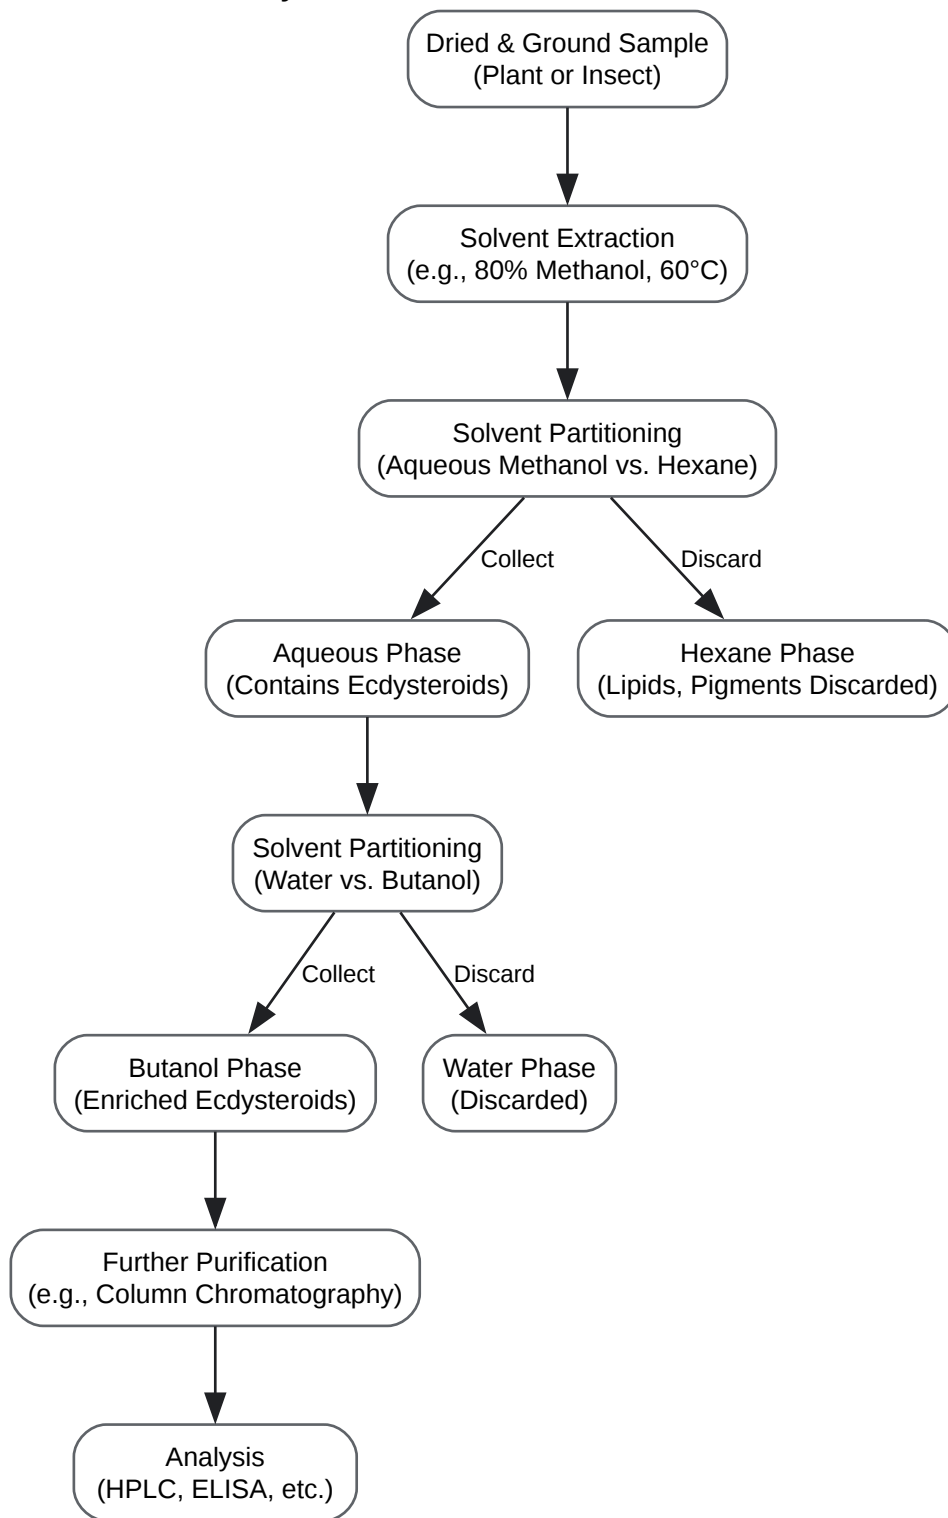 Dried & Ground Sample
(Plant or Insect)
Solvent Extraction
(e.g., 80% Methanol, 60°C)
Solvent Partitioning
(Aqueous Methanol vs. Hexane)
Collect
Discard
Aqueous Phase
(Contains Ecdysteroids)
Hexane Phase
(Lipids, Pigments Discarded)
Solvent Partitioning
(Water vs. Butanol)
Collect
Discard
Butanol Phase
(Enriched Ecdysteroids)
Water Phase
(Discarded)
Further Purification
(e.g., Column Chromatography)
Analysis
(HPLC, ELISA, etc.)